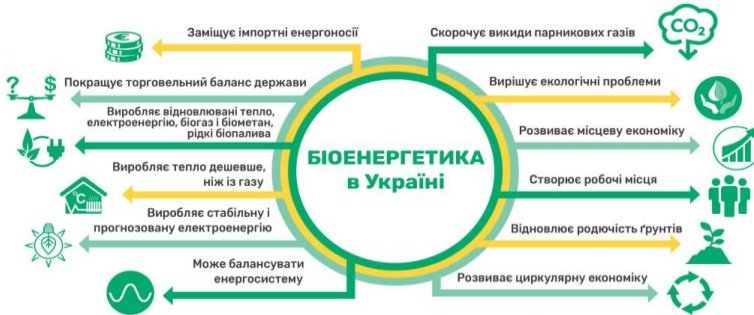 Заміщує імпортні енергоносії
Покращує торговельний баланс держави
Виробляє відновлювані тепло,
електроенергію, біогаз і біометан,
рідкі біопалива
Виробляє тепло дешевше,
ніж із газу
Виробляє стабільну і
прогнозовану електроенергію
Може балансувати
енергосистему
БІОЕНЕРГЕТИКА
в Україні
Скорочує викиди парникових газів
Вирішує екологічні проблеми
Розвиває місцеву економіку
Створює робочі місця
Відновлює родючість ґрунтів
Розвиває циркулярну економіку
CO₂
? $
°C